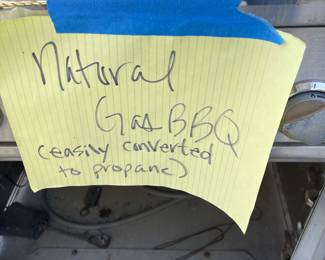 Natural
Gas BBQ
(easily converted
to propane)